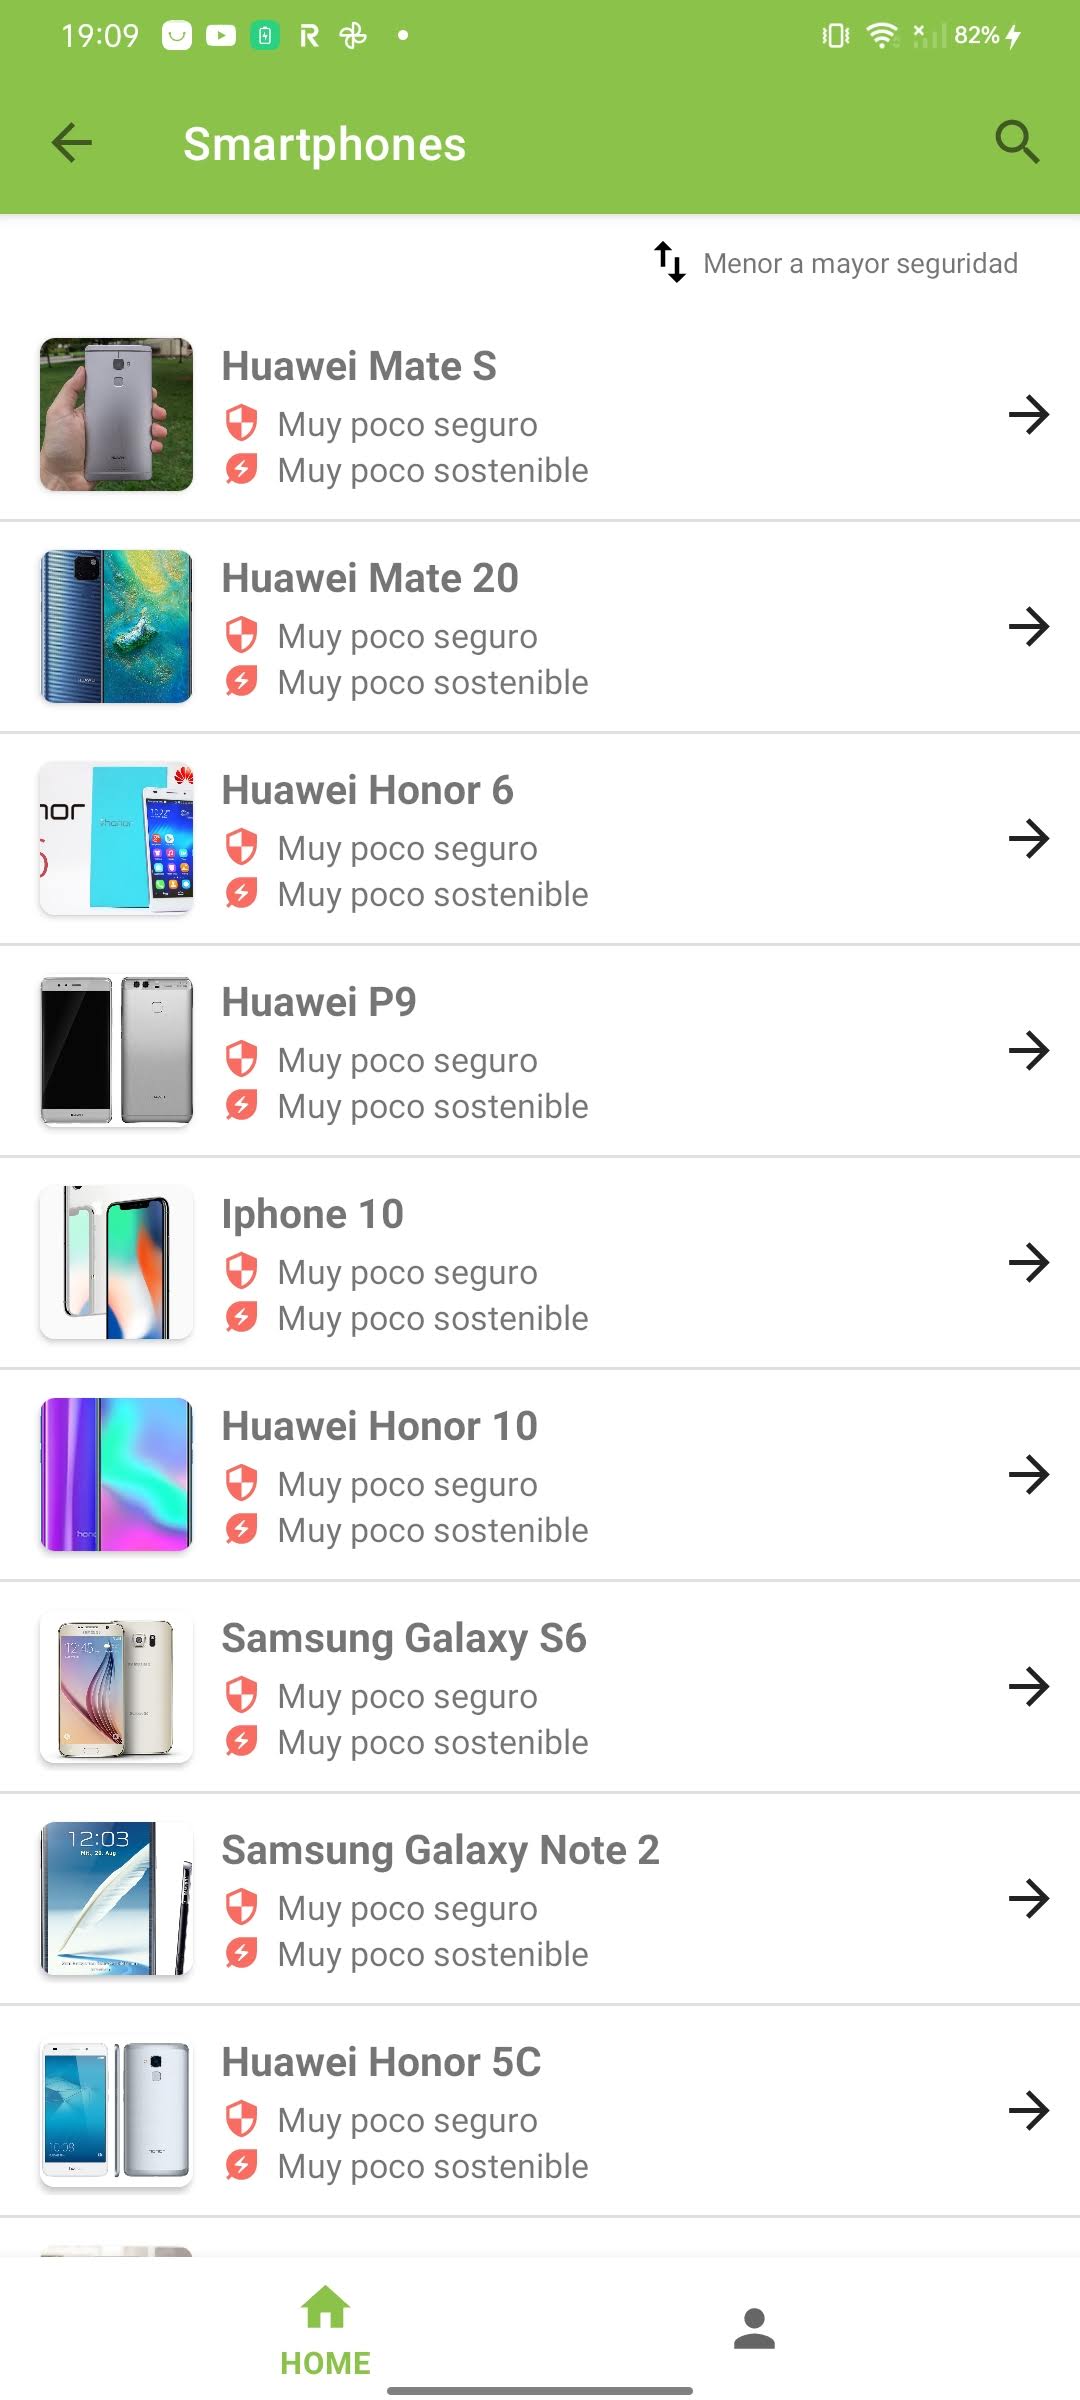 19:09
82%
Smartphones
Menor a mayor seguridad
Huawei Mate S
Muy poco seguro
Muy poco sostenible
Huawei Mate 20
Muy poco seguro
Muy poco sostenible
Huawei Honor 6
Muy poco seguro
Muy poco sostenible
Huawei P9
Muy poco seguro
Muy poco sostenible
Iphone 10
Muy poco seguro
Muy poco sostenible
Huawei Honor 10
Muy poco seguro
Muy poco sostenible
Samsung Galaxy S6
Muy poco seguro
Muy poco sostenible
12:03
Samsung Galaxy Note 2
Muy poco seguro
Muy poco sostenible
Huawei Honor 5C
Muy poco seguro
Muy poco sostenible
HOME